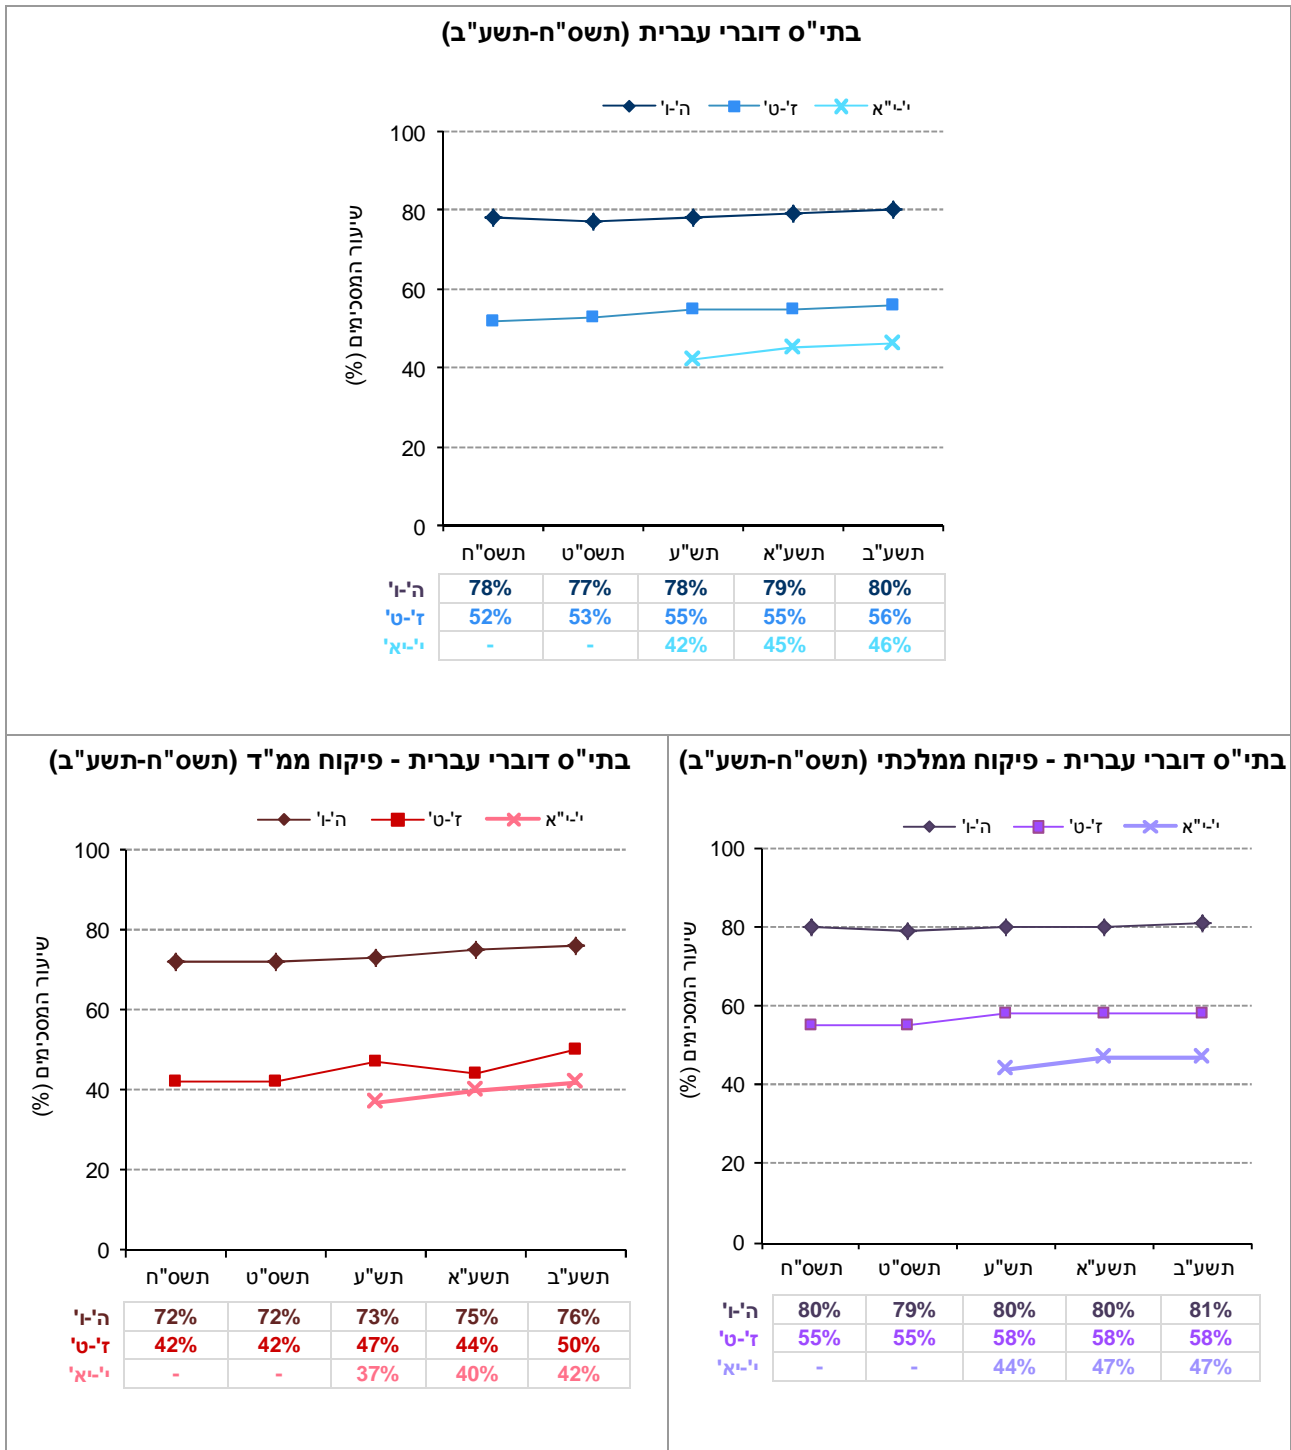 בתי"ס דוברי עברית (תשס"ח-תשע"ב)
ה'-ו' ז'-ט' י'-י"א
שיעור המסכימים (%)
100
80
60
40
20
0
תשס"ח תשס"ט תש"ע תשע"א תשע"ב
ה'-ו' 78% 77% 78% 79% 80%
ז'-ט' 52% 53% 55% 55% 56%
י'-יא' - - 42% 45% 46%
בתי"ס דוברי עברית - פיקוח ממלכתי (תשס"ח-תשע"ב)
ה'-ו' ז'-ט' י'-י"א
שיעור המסכימים (%)
100
80
60
40
20
0
תשס"ח תשס"ט תש"ע תשע"א תשע"ב
ה'-ו' 80% 79% 80% 80% 81%
ז'-ט' 55% 55% 58% 58% 58%
י'-יא' - - 44% 47% 47%
בתי"ס דוברי עברית - פיקוח ממ"ד (תשס"ח-תשע"ב)
ה'-ו' ז'-ט' י'-י"א
שיעור המסכימים (%)
100
80
60
40
20
0
תשס"ח תשס"ט תש"ע תשע"א תשע"ב
ה'-ו' 72% 72% 73% 75% 76%
ז'-ט' 42% 42% 47% 44% 50%
י'-יא' - - 37% 40% 42%